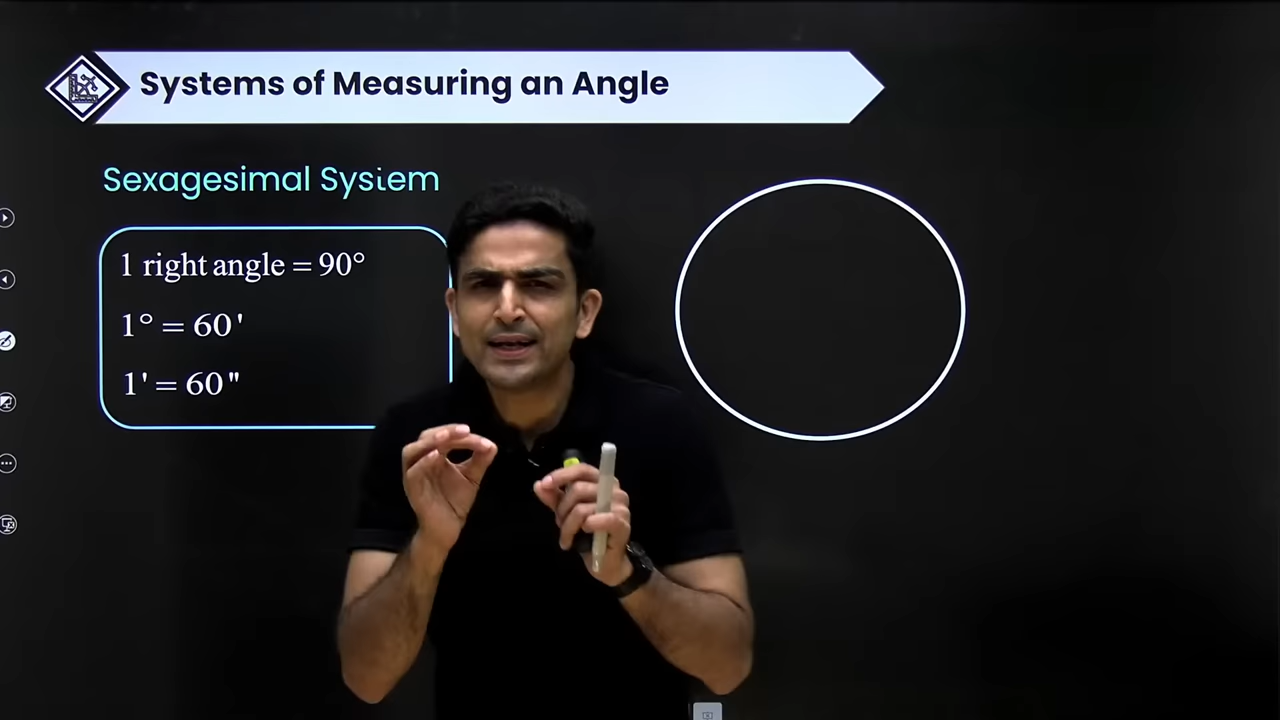 Systems of Measuring an Angle
Sexagesimal System
1 right angle = 90°
1° = 60'
1' = 60"